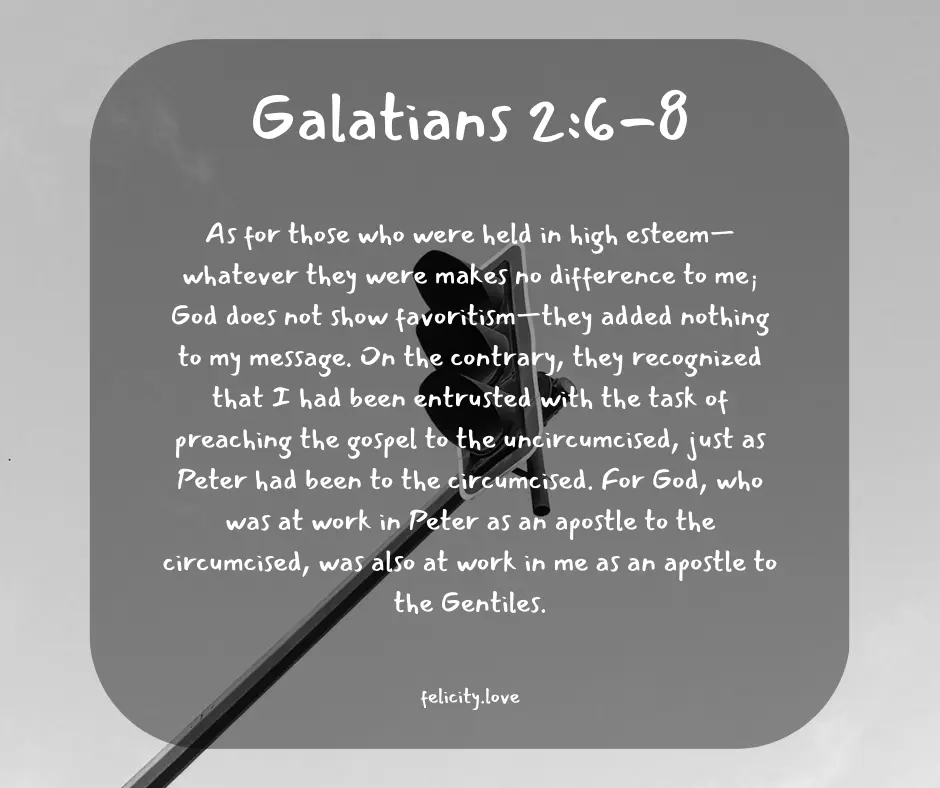 Galatians 2:6-8
As for those who were held in high esteem—
whatever they were makes no difference to me;
God does not show favoritism—they added nothing
to my message. On the contrary, they recognized
that I had been entrusted with the task of
preaching the gospel to the uncircumcised, just as
Peter had been to the circumcised. For God, who
was at work in Peter as an apostle to the
circumcised, was also at work in me as an apostle to
the Gentiles.
felicity.love